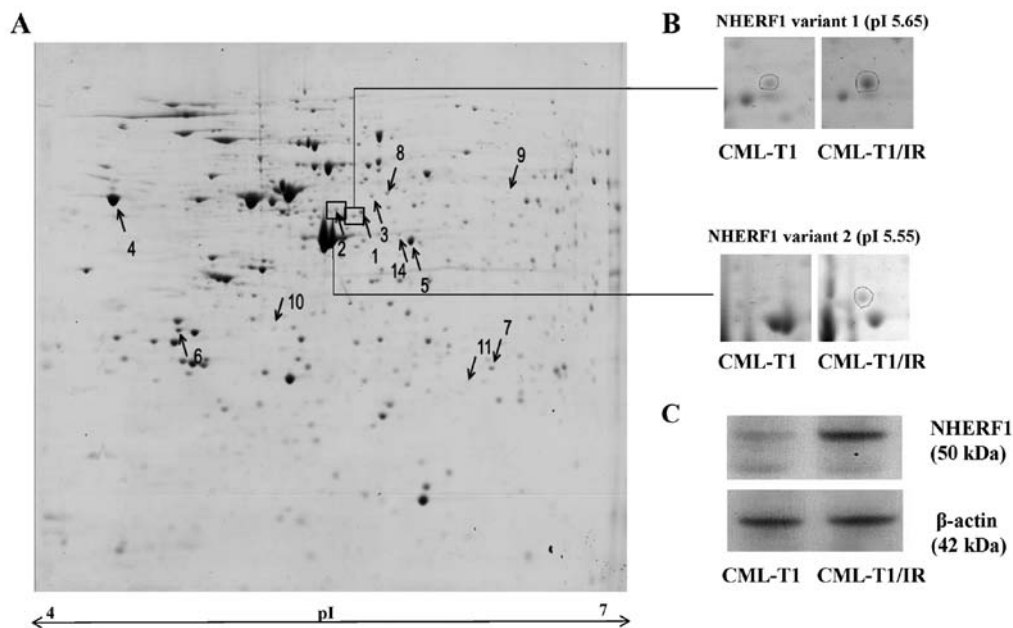 A
8
9
4
2
1
3
14
5
10
6
11
7
4 pI 7
B
NHERF1 variant 1 (pI 5.65)
CML-T1 CML-T1/IR
NHERF1 variant 2 (pI 5.55)
CML-T1 CML-T1/IR
C
NHERF1
(50 kDa)
β-actin
(42 kDa)
CML-T1 CML-T1/IR